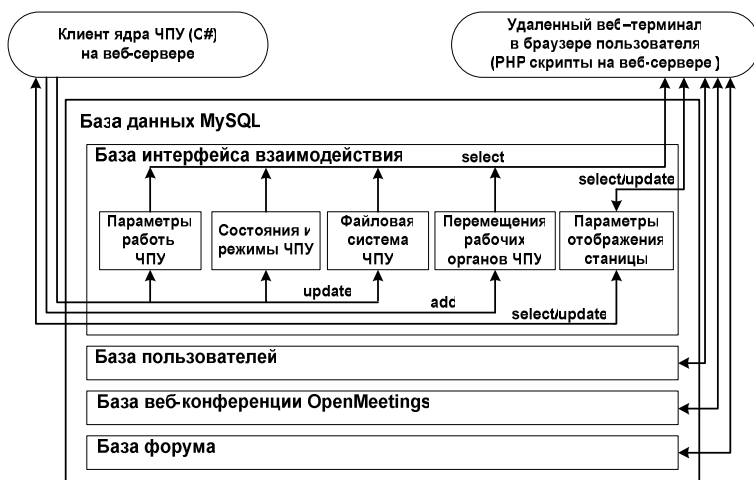 Клиент ядра ЧПУ (C#)
на веб-сервере
Удаленный веб-терминал
в браузере пользователя
(PHP скрипты на веб-сервере )
База данных MySQL
База интерфейса взаимодействия
select
select/update
Параметры
работь
ЧПУ
Состояния и
режимы ЧПУ
Файловая
система
ЧПУ
Перемещения
рабочих
органов ЧПУ
Параметры
отображения
станицы
update
add
select/update
База пользователей
База веб-конференции OpenMeetings
База форума